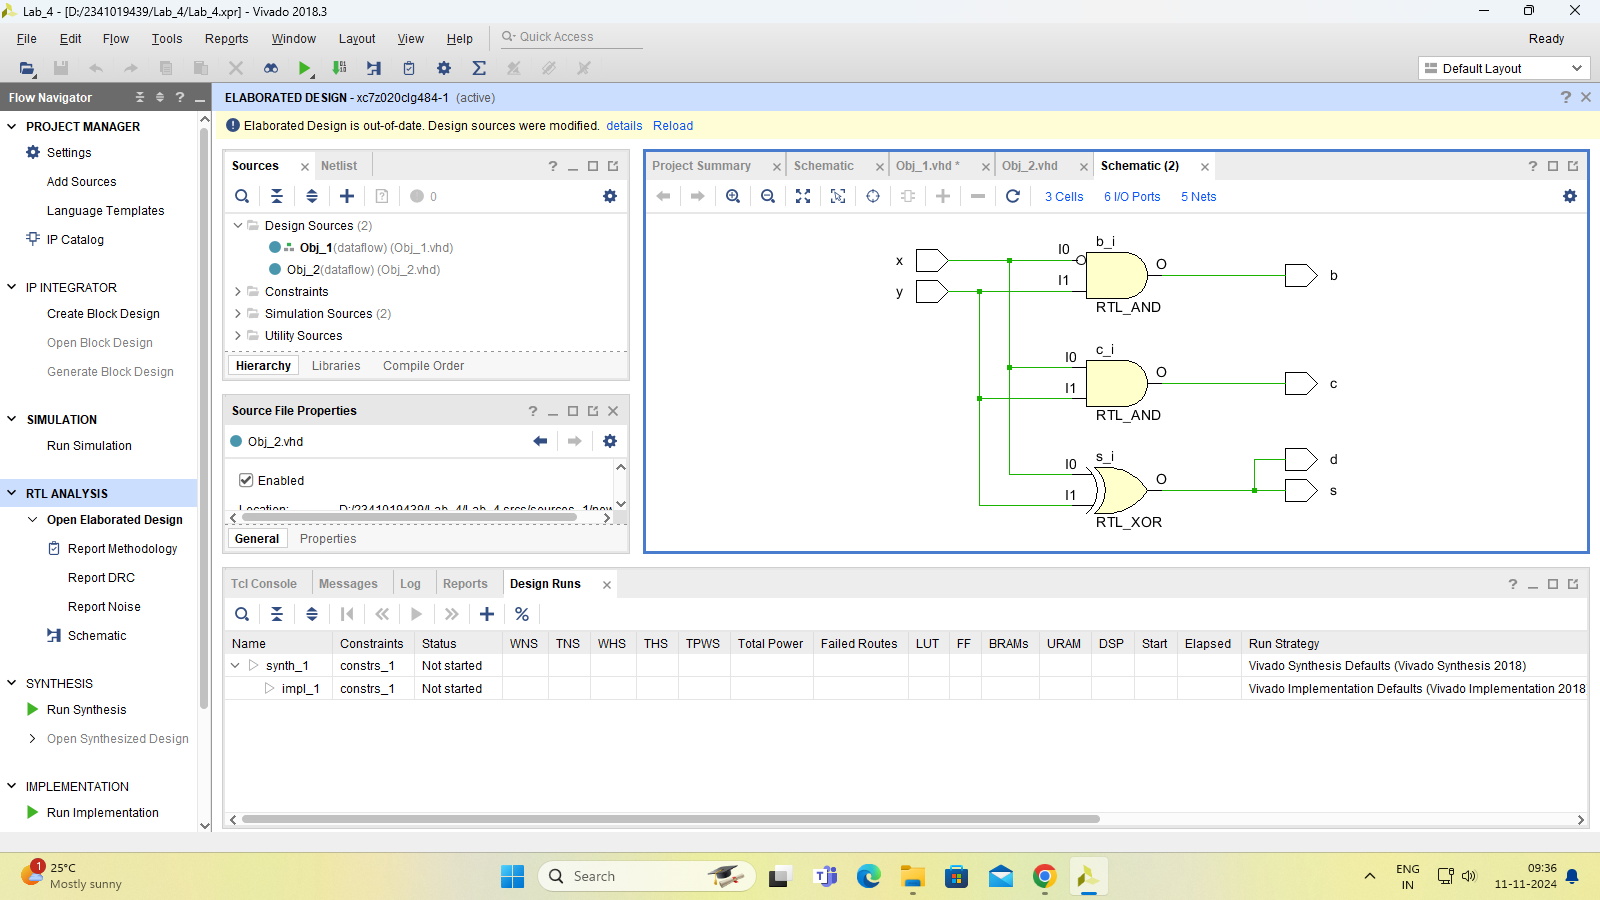 Lab_4 - [D:/2341019439/Lab_4/Lab_4.xpr] - Vivado 2018.3
File Edit Flow Tools Reports Window Layout View Help Quick Access Ready
Default Layout
Flow Navigator
PROJECT MANAGER
Settings
Add Sources
Language Templates
IP Catalog
IP INTEGRATOR
Create Block Design
Open Block Design
Generate Block Design
SIMULATION
Run Simulation
RTL ANALYSIS
Open Elaborated Design
Report Methodology
Report DRC
Report Noise
Schematic
SYNTHESIS
Run Synthesis
Open Synthesized Design
IMPLEMENTATION
Run Implementation
ELABORATED DESIGN - xc7z020clg484-1 (active)
Elaborated Design is out-of-date. Design sources were modified. details Reload
Sources Netlist
0
Design Sources (2)
Obj_1(dataflow) (Obj_1.vhd)
Obj_2(dataflow) (Obj_2.vhd)
Constraints
Simulation Sources (2)
Utility Sources
Hierarchy Libraries Compile Order
Source File Properties
Obj_2.vhd
Enabled
Location: D:/2341019439/Lab_4/Lab_4.srcs/sources_1/new
General Properties
Project Summary Schematic Obj_1.vhd * Obj_2.vhd Schematic (2)
3 Cells 6 I/O Ports 5 Nets
x
y
I0
I1
b_i
O
RTL_AND
b
I0
I1
c_i
O
RTL_AND
c
I0
I1
s_i
O
RTL_XOR
d
s
Tcl Console Messages Log Reports Design Runs
Name Constraints Status WNS TNS WHS THS TPWS Total Power Failed Routes LUT FF BRAMs URAM DSP Start Elapsed Run Strategy
synth_1 constrs_1 Not started Vivado Synthesis Defaults (Vivado Synthesis 2018)
impl_1 constrs_1 Not started Vivado Implementation Defaults (Vivado Implementation 2018
1
25°C
Mostly sunny
Search
ENG
IN
09:36
11-11-2024